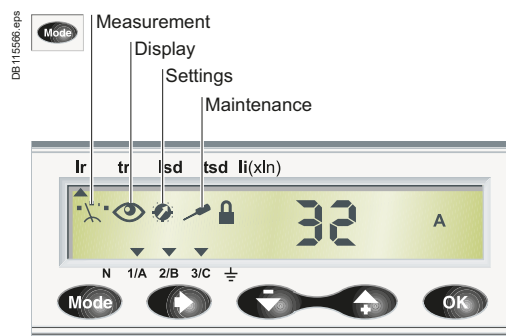 DB115566.eps
Mode
Measurement
Display
Settings
Maintenance
Ir tr Isd tsd Ii(xIn)
32 A
N 1/A 2/B 3/C
Mode
OK